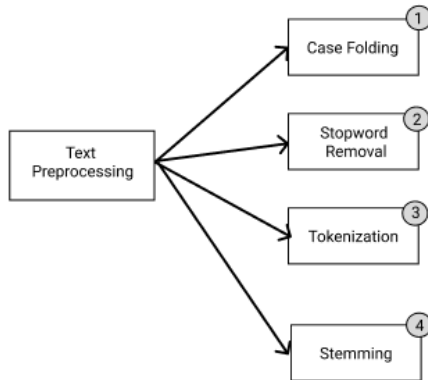 1
Case Folding
2
Stopword
Removal
Text
Preprocessing
3
Tokenization
4
Stemming